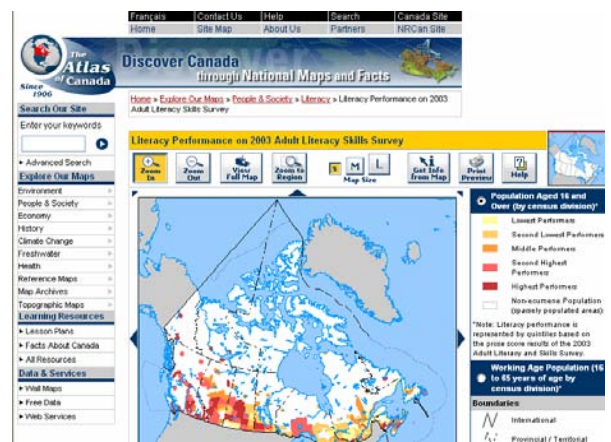 Français Contact Us Help Search Canada Site
Home Site Map About Us Partners NRCan Site
The Atlas of Canada
Since 1906
Discover Canada
through National Maps and Facts
Home » Explore Our Maps » People & Society » Literacy » Literacy Performance on 2003
Adult Literacy Skills Survey
Search Our Site
Enter your keywords
Advanced Search
Explore Our Maps
Environment
People & Society
Economy
History
Climate Change
Freshwater
Health
Reference Maps
Map Archives
Topographic Maps
Learning Resources
Lesson Plans
Facts About Canada
All Resources
Data & Services
Wall Maps
Free Data
Web Services
Literacy Performance on 2003 Adult Literacy Skills Survey
Zoom In
Zoom Out
View Full Map
Zoom to Region
S M L
Map Size
Get Info from Map
Print Preview
Help
Population Aged 16 and
Over (by census division)*
Lowest Performers
Second Lowest Performers
Middle Performers
Second Highest
Performers
Highest Performers
Non-ecumene Population
(sparsely populated areas)
*Note: Literacy performance is
represented by quintiles based on
the prose score results of the 2003
Adult Literacy and Skills Survey.
Working Age Population (16
to 65 years of age by
census division)*
Boundaries
International
Provincial / Territorial